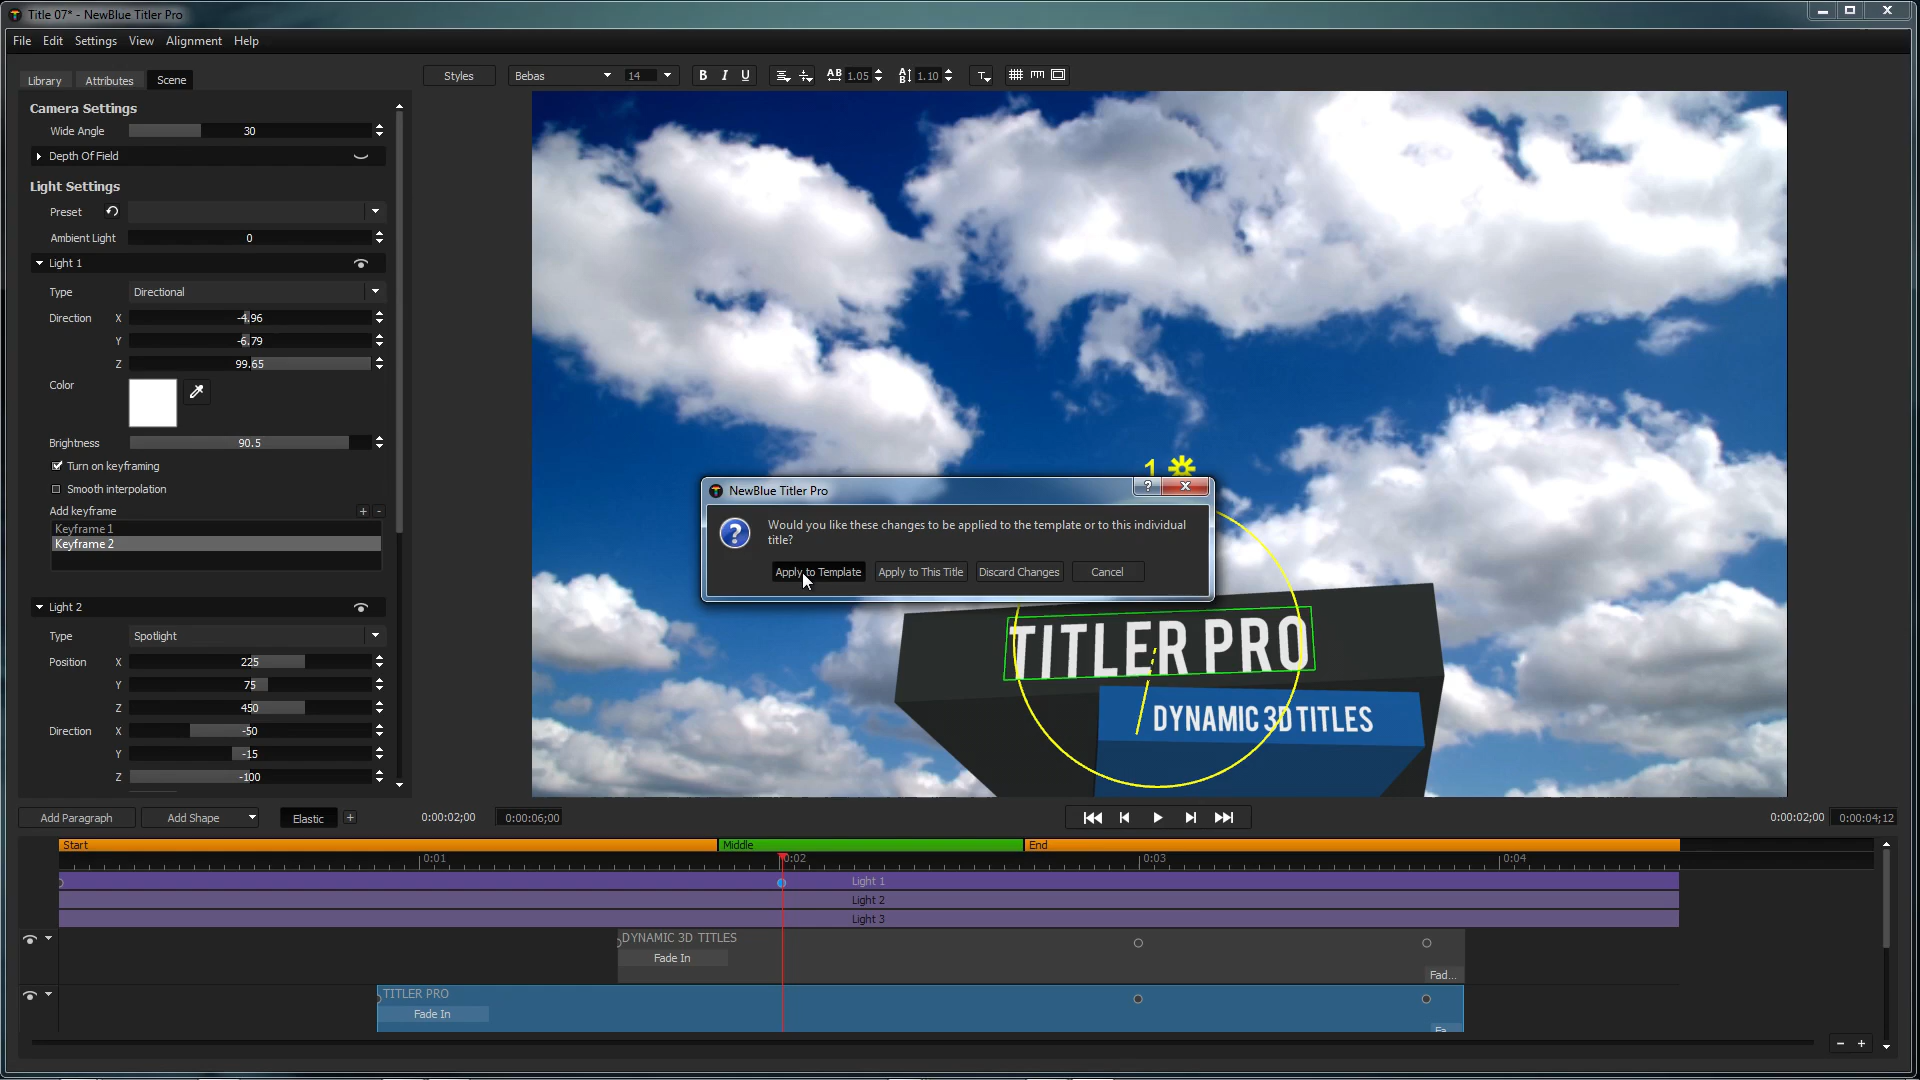 Title 07* - NewBlue Titler Pro
File Edit Settings View Alignment Help
Library Attributes Scene
Styles Bebas 14 B I U AB 1.05 1.10 T
Camera Settings
Wide Angle 30
Depth Of Field
Light Settings
Preset
Ambient Light 0
Light 1
Type Directional
Direction X -4.96
Y -6.79
Z 99.65
Color
Brightness 90.5
Turn on keyframing
Smooth interpolation
Add keyframe + -
Keyframe 1
Keyframe 2
Light 2
Type Spotlight
Position X 225
Y 75
Z 450
Direction X -50
Y -15
Z -100
1
NewBlue Titler Pro ?
Would you like these changes to be applied to the template or to this individual
title?
Apply to Template Apply to This Title Discard Changes Cancel
TITLER PRO
DYNAMIC 3D TITLES
Add Paragraph Add Shape Elastic + 0:00:02;00 0:00:06;00 0:00:02;00 0:00:04;12
Start Middle End
0:01 0:02 0:03 0:04
Light 1
Light 2
Light 3
DYNAMIC 3D TITLES
Fade In
Fad...
TITLER PRO
Fade In
- +